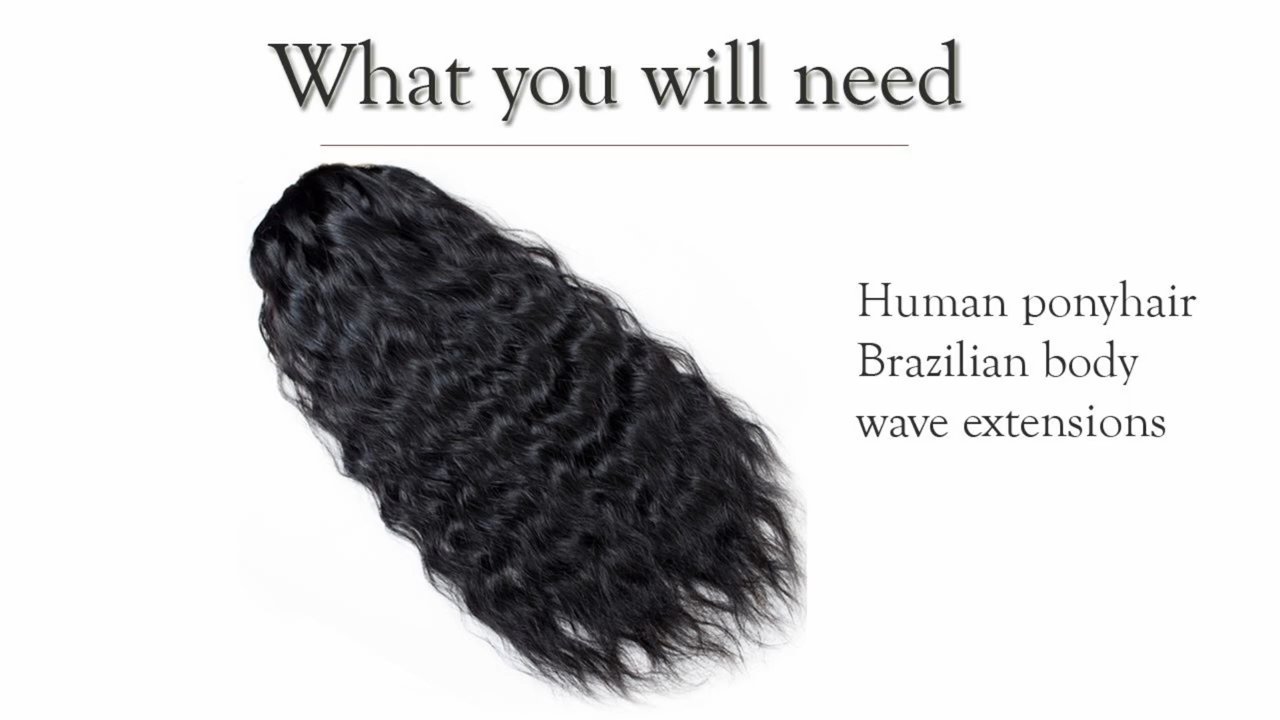 What you will need
Human ponyhair
Brazilian body
wave extensions